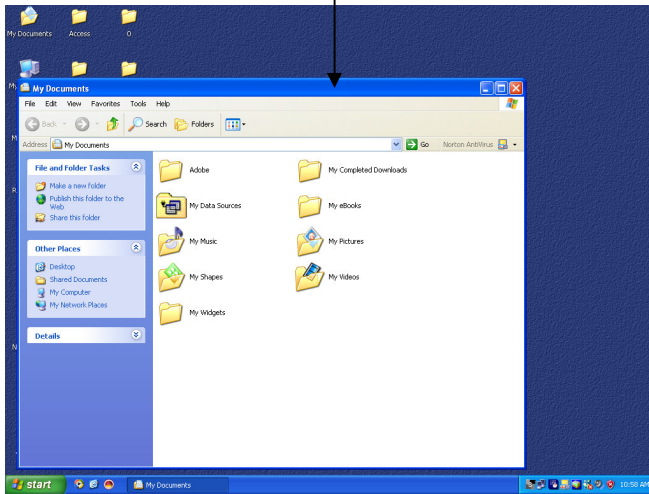 My Documents
Access
0
My Documents
File Edit View Favorites Tools Help
Back
Search
Folders
Address
My Documents
Go
Norton AntiVirus
File and Folder Tasks
Make a new folder
Publish this folder to the
Web
Share this folder
Other Places
Desktop
Shared Documents
My Computer
My Network Places
Details
Adobe
My Completed Downloads
My Data Sources
My eBooks
My Music
My Pictures
My Shapes
My Videos
My Widgets
start
My Documents
10:58 AM